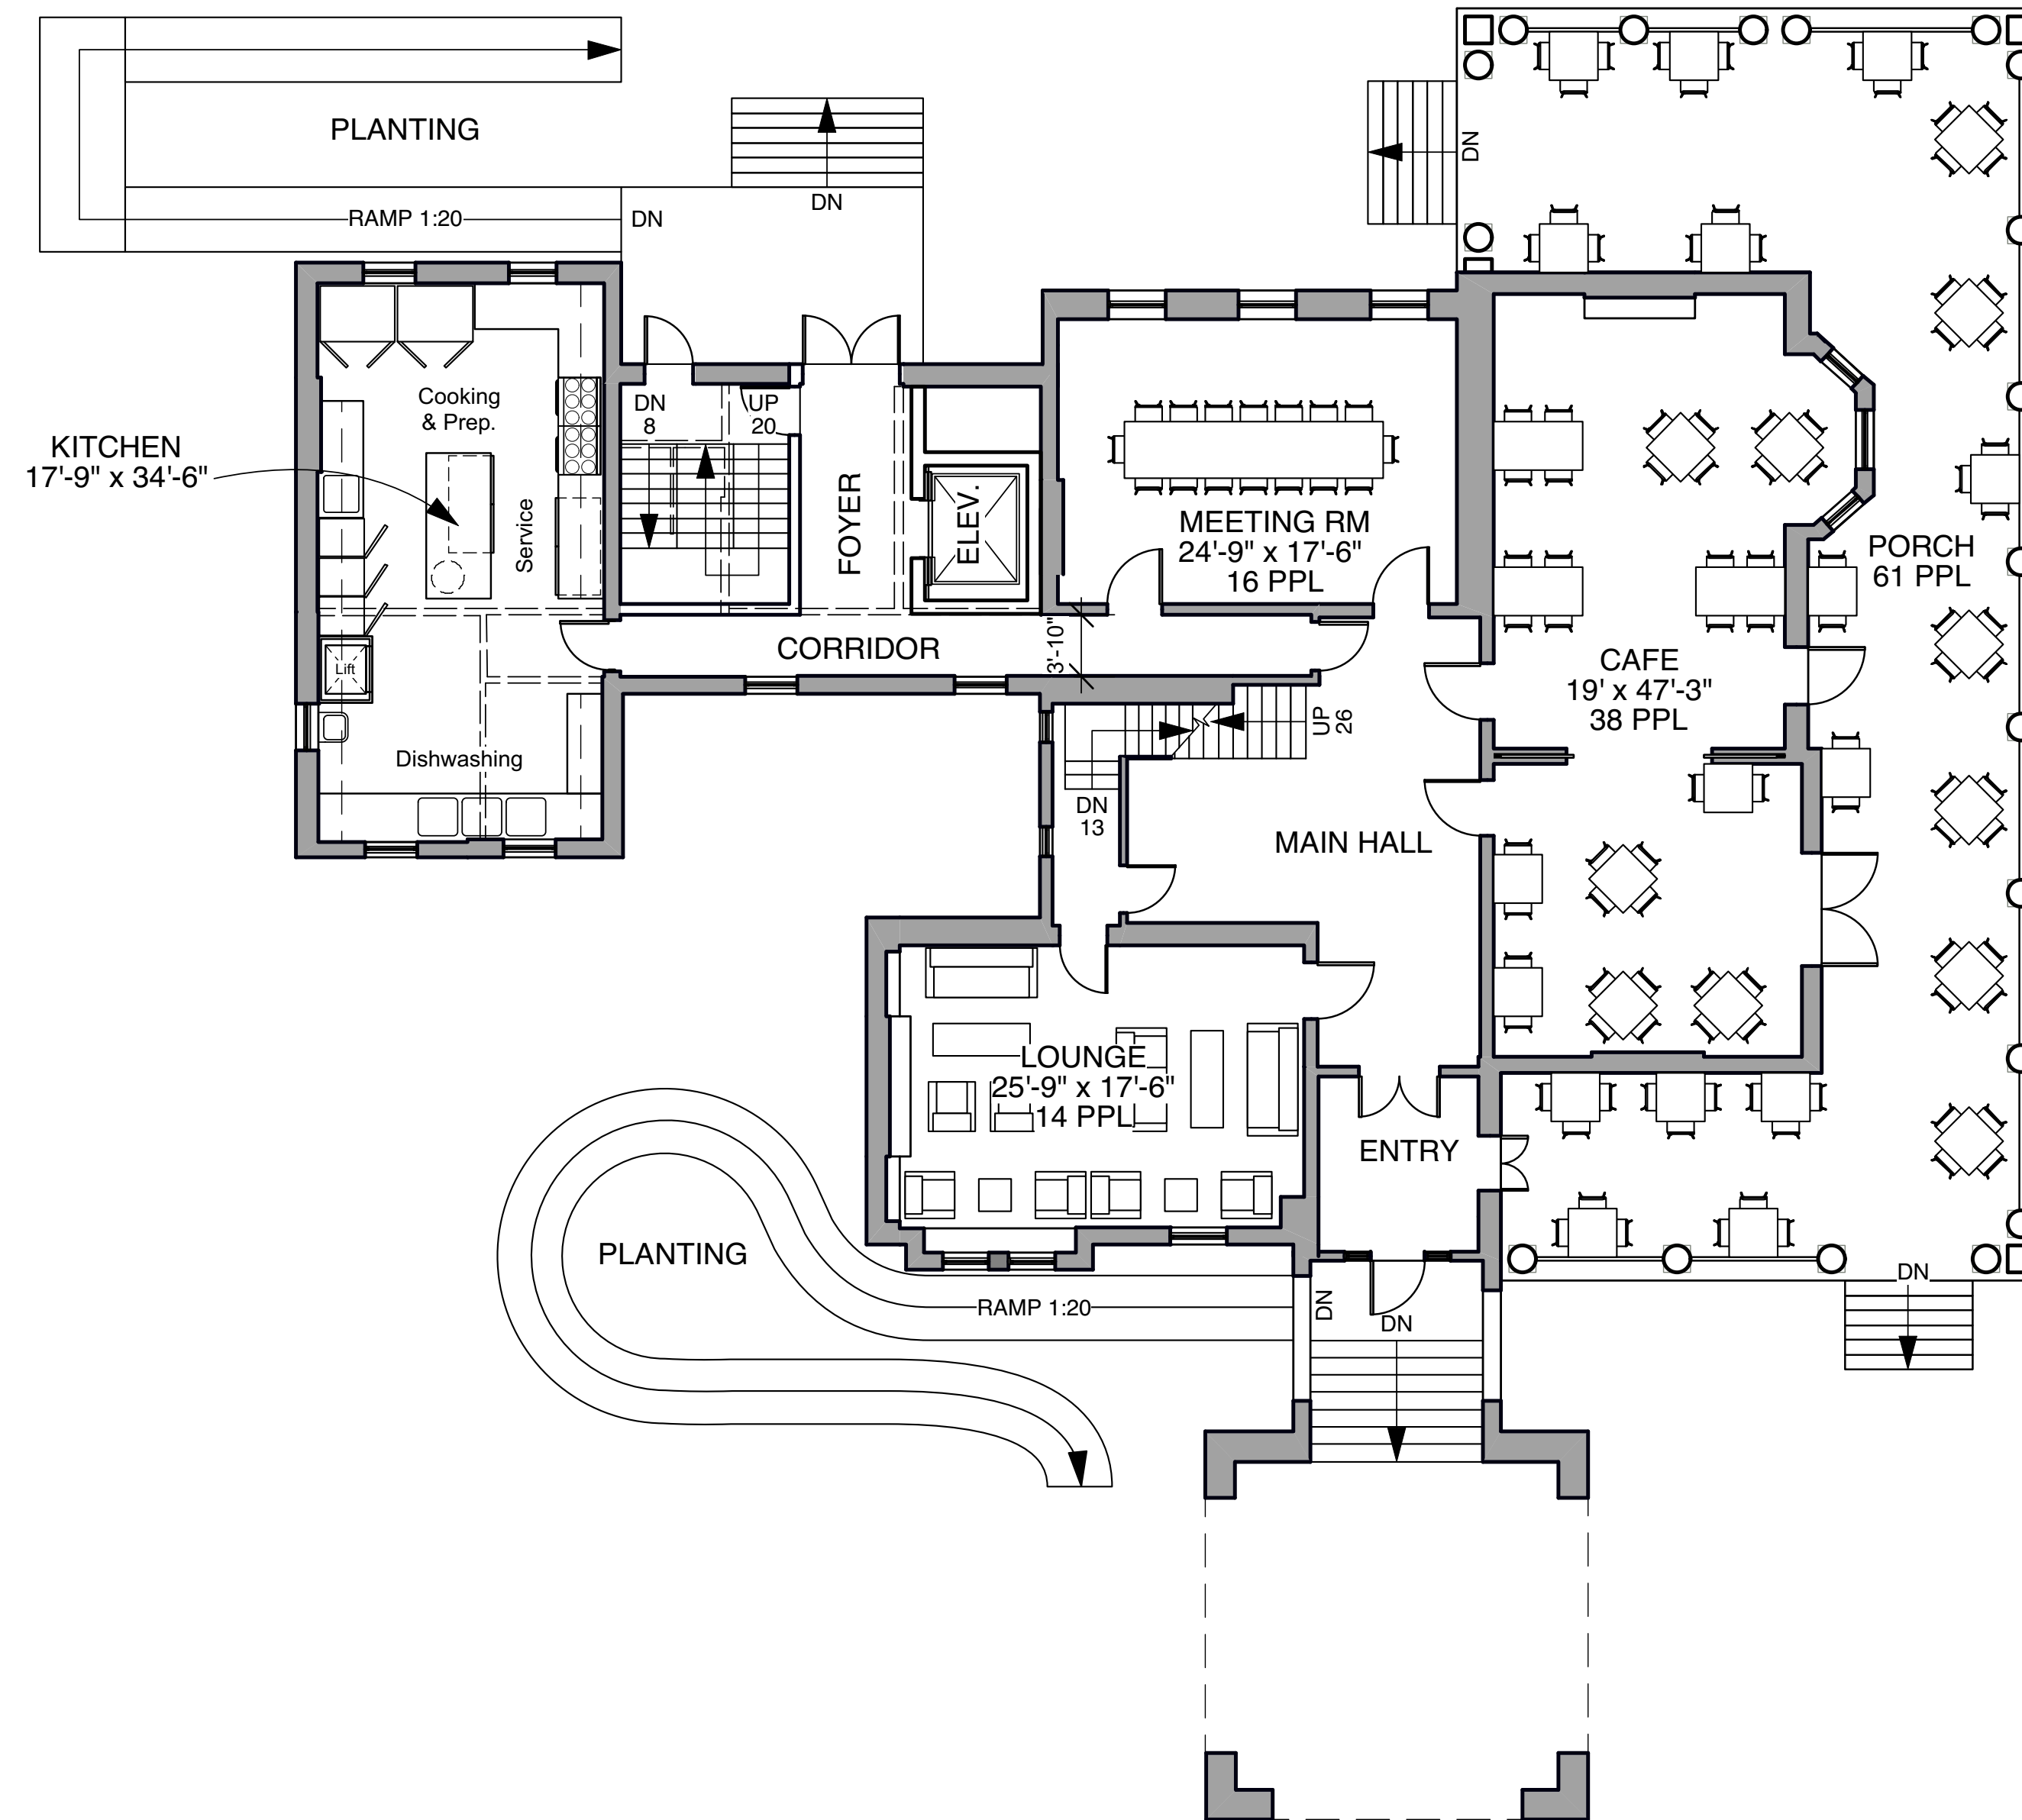 PLANTING
RAMP 1:20
DN
DN
DN
KITCHEN
17'-9" x 34'-6"
Cooking
& Prep.
Service
Lift
Dishwashing
DN
8
UP
20
FOYER
ELEV.
MEETING RM
24'-9" x 17'-6"
16 PPL
CORRIDOR
3'-10"
CAFE
19' x 47'-3"
38 PPL
PORCH
61 PPL
UP
26
DN
13
MAIN HALL
LOUNGE
25'-9" x 17'-6"
14 PPL
ENTRY
PLANTING
RAMP 1:20
DN
DN
DN